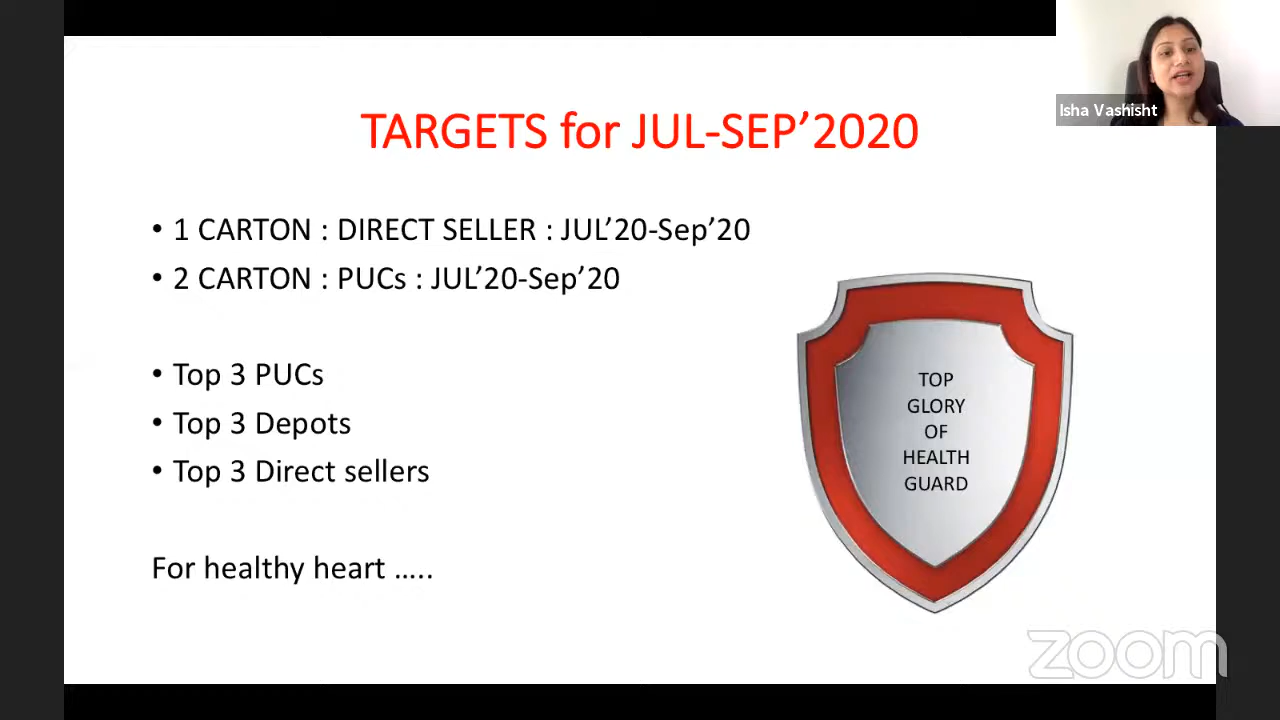 Isha Vashisht
TARGETS for JUL-SEP’2020
• 1 CARTON : DIRECT SELLER : JUL’20-Sep’20
• 2 CARTON : PUCs : JUL’20-Sep’20
• Top 3 PUCs
• Top 3 Depots
• Top 3 Direct sellers
For healthy heart …..
TOP
GLORY
OF
HEALTH
GUARD
zoom